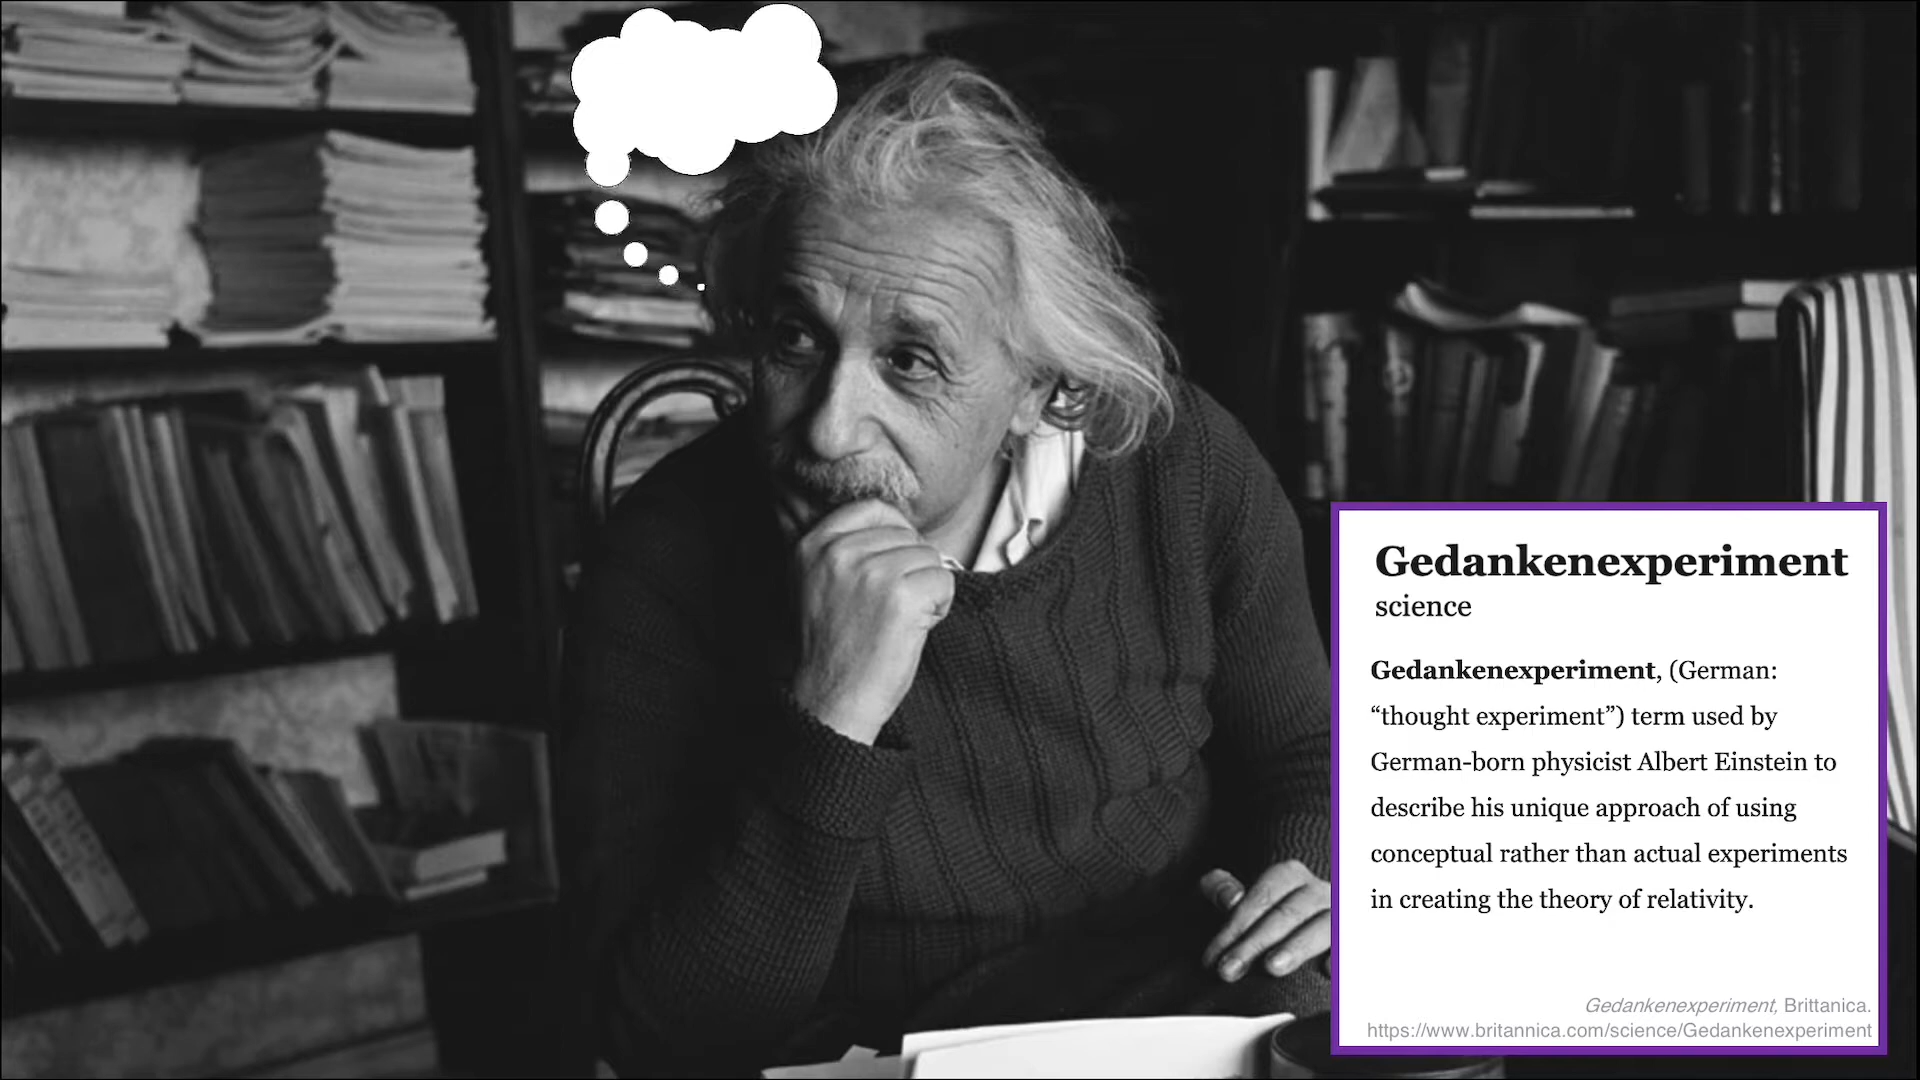 Gedankenexperiment
science
Gedankenexperiment, (German:
“thought experiment”) term used by
German-born physicist Albert Einstein to
describe his unique approach of using
conceptual rather than actual experiments
in creating the theory of relativity.
Gedankenexperiment, Brittanica.
https://www.britannica.com/science/Gedankenexperiment